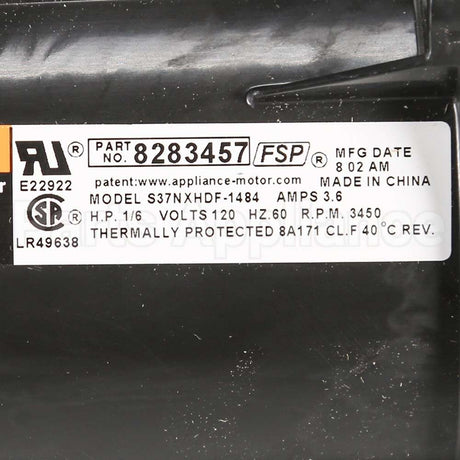 PART NO. 8283457 FSP® MFG DATE
8 02 AM
E22922 patent:www.appliance-motor.com MADE IN CHINA
MODEL S37NXHDF-1484 AMPS 3.6
H.P. 1/6 VOLTS 120 HZ.60 R.P.M. 3450
LR49638 THERMALLY PROTECTED 8A171 CL.F 40°C REV.